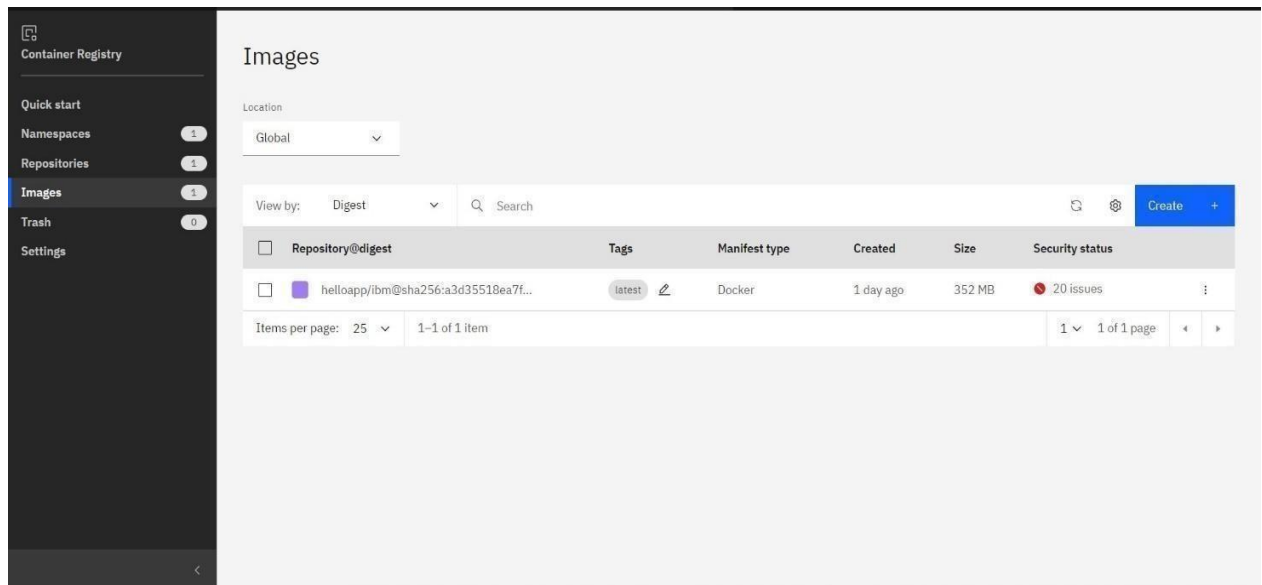 Container Registry
Quick start
Namespaces 1
Repositories 1
Images 1
Trash 0
Settings
Images
Location
Global
View by: Digest Search Create +
Repository@digest Tags Manifest type Created Size Security status
helloapp/ibm@sha256:a3d35518ea7f... latest Docker 1 day ago 352 MB 20 issues
Items per page: 25 1–1 of 1 item 1 1 of 1 page